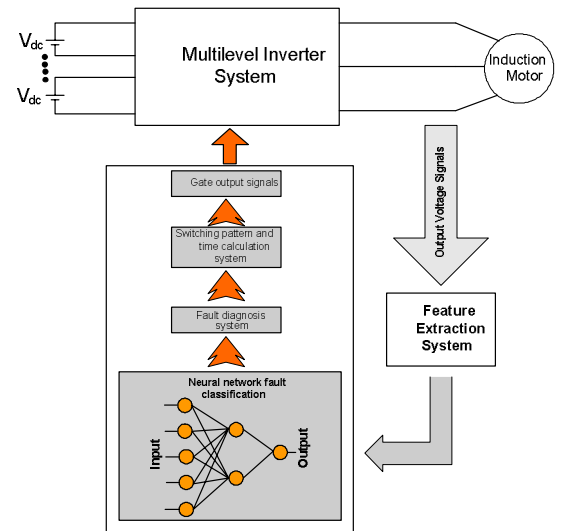 Vdc
Vdc
Multilevel Inverter
System
Induction
Motor
Output Voltage Signals
Gate output signals
Switching pattern and
time calculation
system
Fault diagnosis
system
Feature
Extraction
System
Neural network fault
classification
Input
Output